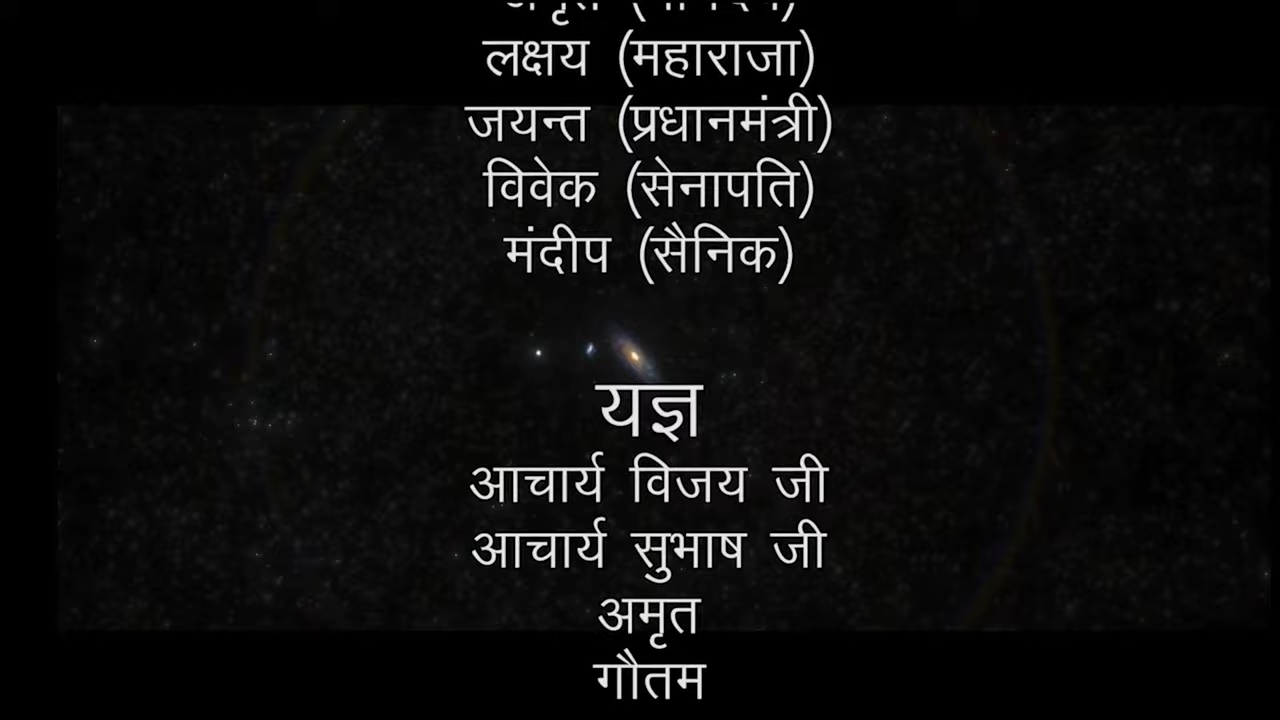 लक्षय (महाराजा)
जयन्त (प्रधानमंत्री)
विवेक (सेनापति)
मंदीप (सैनिक)
यज्ञ
आचार्य विजय जी
आचार्य सुभाष जी
अमृत
गौतम